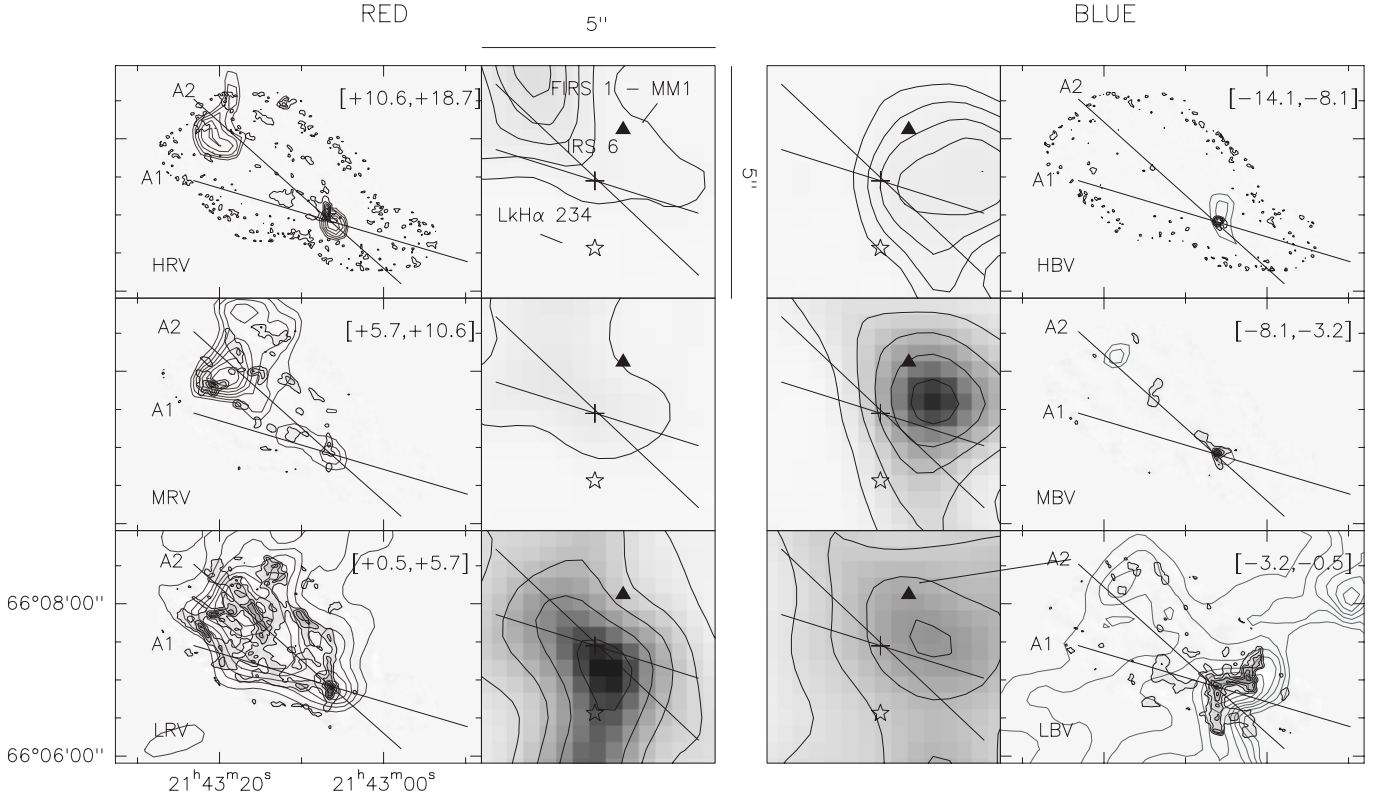 RED
5''
BLUE
A2
[+10.6,+18.7]
FIRS 1 − MM1
IRS 6
A1
LkHα 234
HRV
5''
A2
[−14.1,−8.1]
A1
HBV
A2
[+5.7,+10.6]
A1
MRV
A2
[−8.1,−3.2]
A1
MBV
A2
[+0.5,+5.7]
66°08'00''
A1
LRV
66°06'00''
A2
[−3.2,−0.5]
A1
LBV
21ʰ43ᵐ20ˢ
21ʰ43ᵐ00ˢ